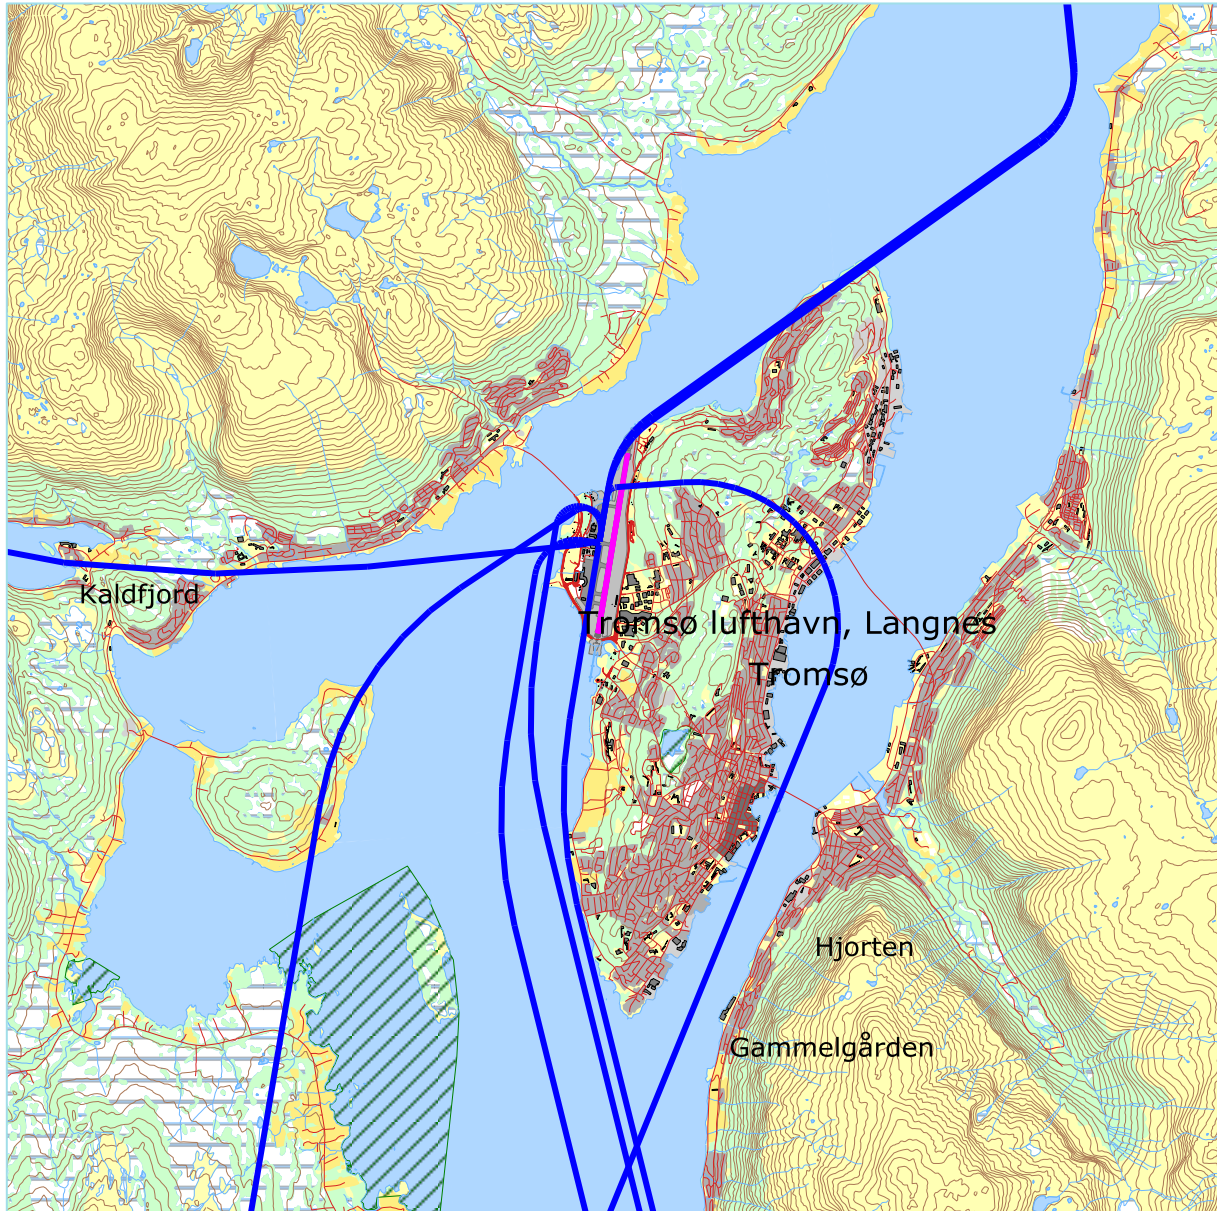 Kaldfjord
Tromsø lufthavn, Langnes
Tromsø
Hjorten
Gammelgården